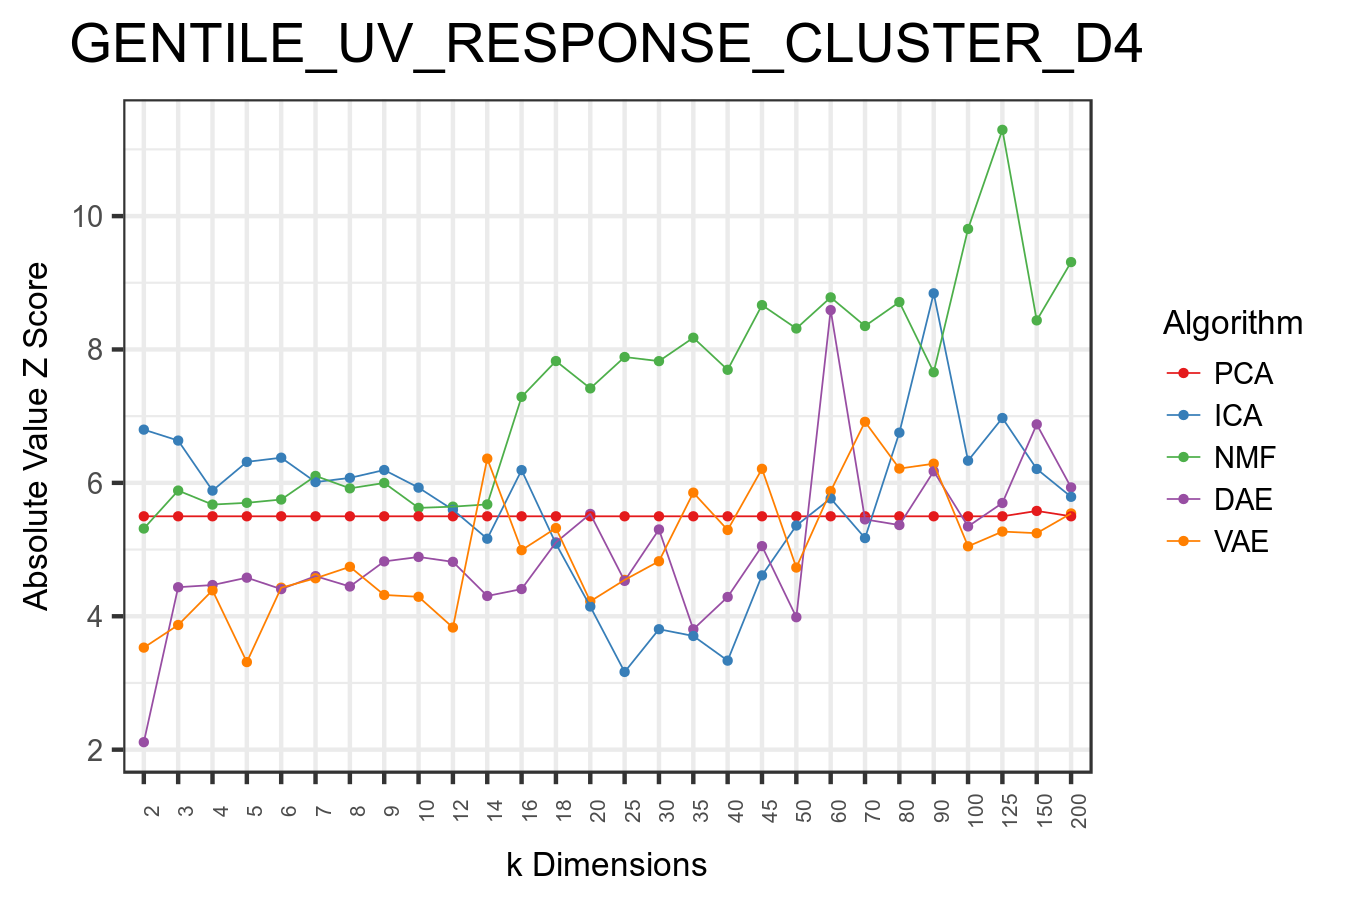 GENTILE_UV_RESPONSE_CLUSTER_D4
Absolute Value Z Score
10
8
6
4
2
2 3 4 5 6 7 8 9 10 12 14 16 18 20 25 30 35 40 45 50 60 70 80 90 100 125 150 200
k Dimensions
Algorithm
PCA
ICA
NMF
DAE
VAE